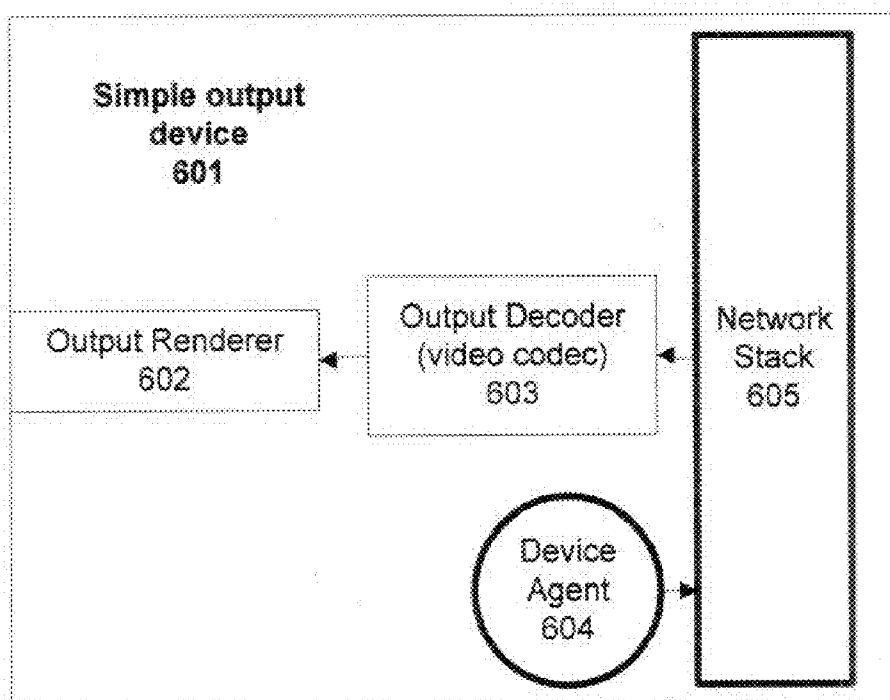 Simple output
device
601
Output Renderer
602
Output Decoder
(video codec)
603
Network
Stack
605
Device
Agent
604